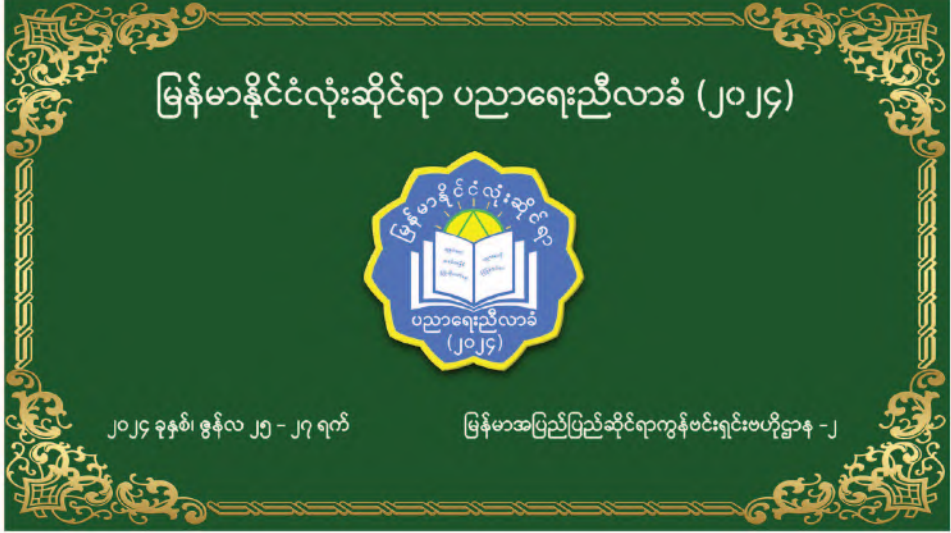 မြန်မာနိုင်ငံလုံးဆိုင်ရာ ပညာရေးညီလာခံ (၂၀၂၄)
မြန်မာနိုင်ငံလုံးဆိုင်ရာ
ပညာရေးညီလာခံ
(၂၀၂၄)
၂၀၂၄ ခုနှစ်၊ ဇွန်လ ၂၅ – ၂၇ ရက်
မြန်မာအပြည်ပြည်ဆိုင်ရာကွန်ဗင်းရှင်းဗဟိုဌာန –၂